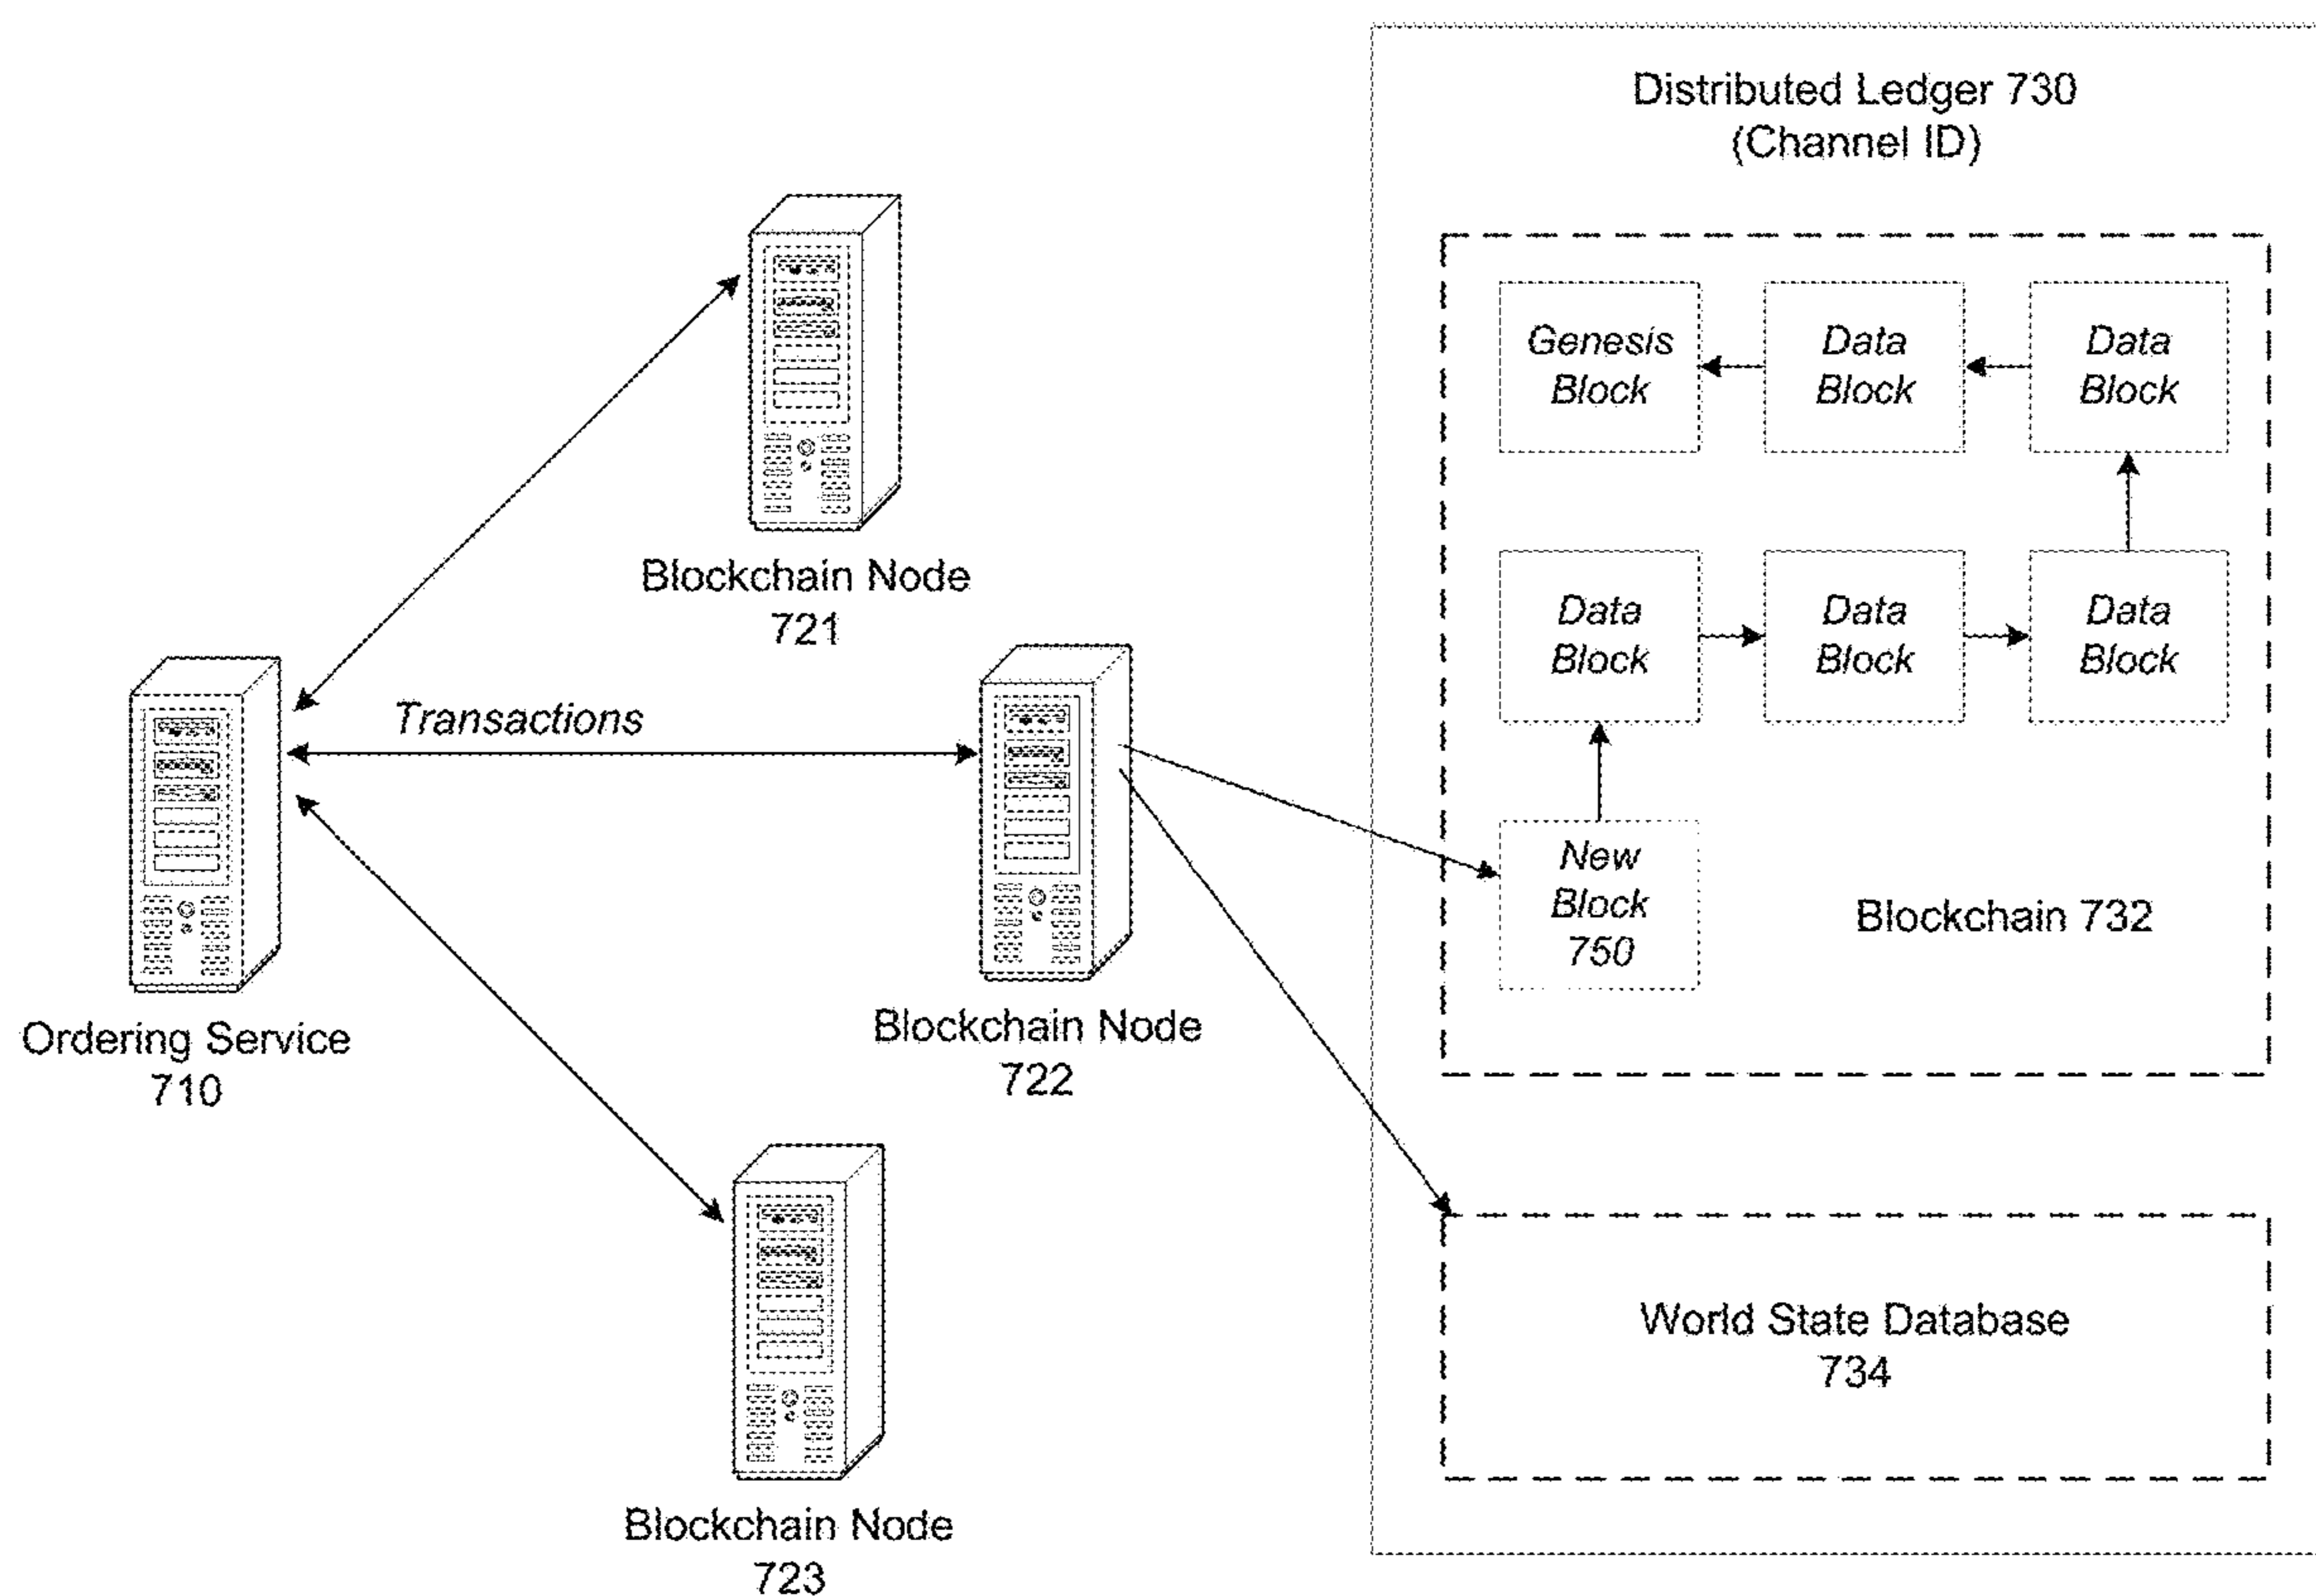 Distributed Ledger 730
(Channel ID)
Genesis
Block
Data
Block
Data
Block
Blockchain Node
721
Data
Block
Data
Block
Data
Block
Transactions
New
Block
750
Blockchain 732
Ordering Service
710
Blockchain Node
722
World State Database
734
Blockchain Node
723